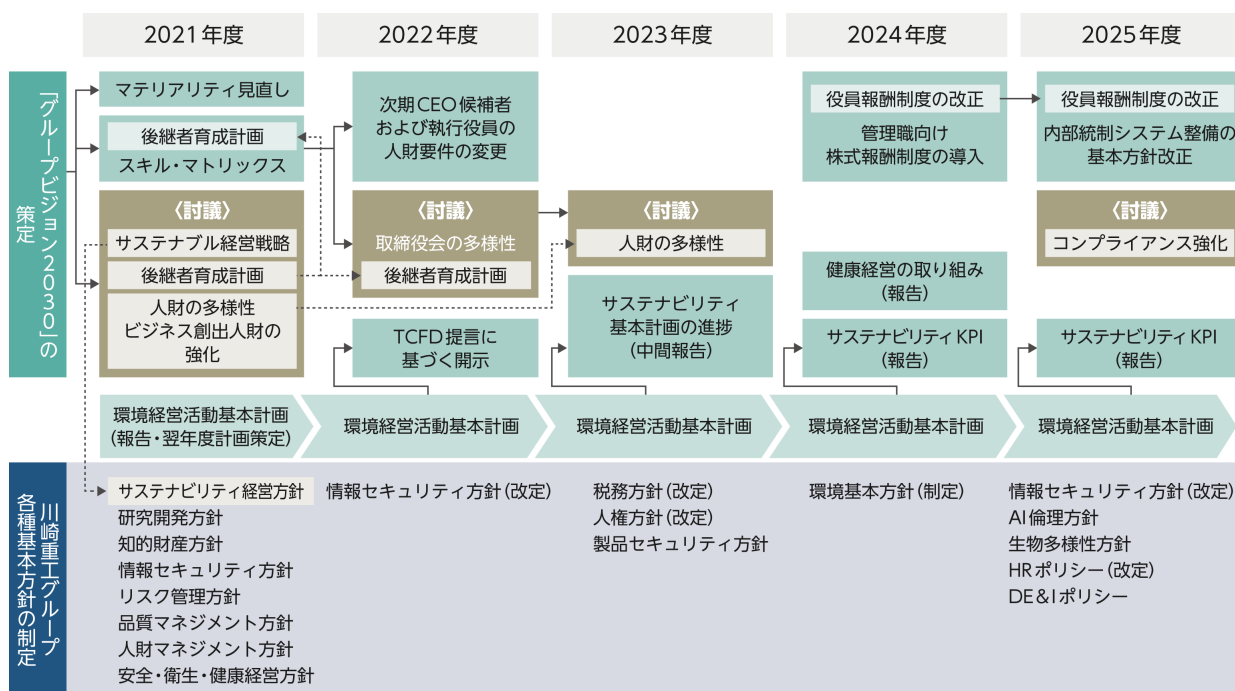 2021年度
2022年度
2023年度
2024年度
2025年度
「グループビジョン2030」の
策定
マテリアリティ見直し
後継者育成計画
スキル・マトリックス
〈討議〉
サステナブル経営戦略
後継者育成計画
人財の多様性
ビジネス創出人財の
強化
次期CEO候補者
および執行役員の
人財要件の変更
〈討議〉
取締役会の多様性
後継者育成計画
TCFD提言に
基づく開示
〈討議〉
人財の多様性
サステナビリティ
基本計画の進捗
(中間報告)
役員報酬制度の改正
管理職向け
株式報酬制度の導入
健康経営の取り組み
(報告)
サステナビリティKPI
(報告)
役員報酬制度の改正
内部統制システム整備の
基本方針改正
〈討議〉
コンプライアンス強化
サステナビリティKPI
(報告)
環境経営活動基本計画
(報告・翌年度計画策定)
環境経営活動基本計画
環境経営活動基本計画
環境経営活動基本計画
環境経営活動基本計画
川崎重工グループ
各種基本方針の制定
サステナビリティ経営方針
研究開発方針
知的財産方針
情報セキュリティ方針
リスク管理方針
品質マネジメント方針
人財マネジメント方針
安全・衛生・健康経営方針
情報セキュリティ方針(改定)
税務方針(改定)
人権方針(改定)
製品セキュリティ方針
環境基本方針(制定)
情報セキュリティ方針(改定)
AI倫理方針
生物多様性方針
HRポリシー(改定)
DE&Iポリシー